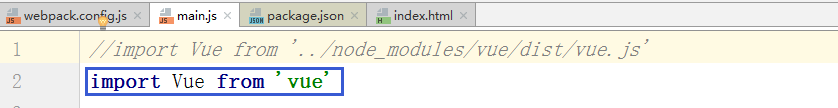 webpack.config.js main.js package.json index.html
1 //import Vue from '../node_modules/vue/dist/vue.js'
2 import Vue from 'vue'